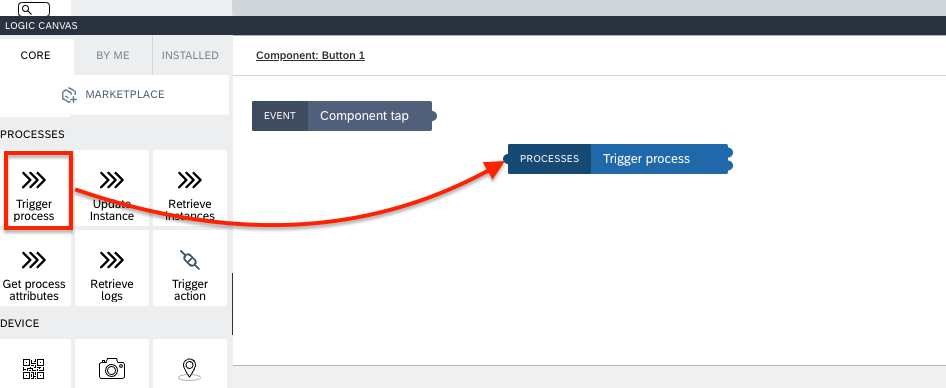 LOGIC CANVAS
CORE
BY ME
INSTALLED
Component: Button 1
MARKETPLACE
EVENT
Component tap
PROCESSES
PROCESSES
Trigger process
Trigger
process
Update
Instance
Retrieve
instances
Get process
attributes
Retrieve
logs
Trigger
action
DEVICE